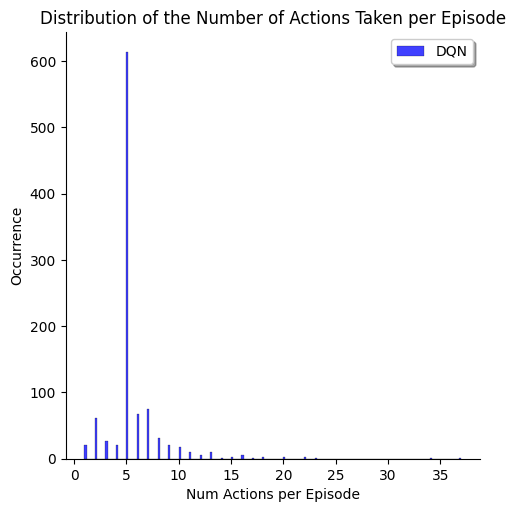 Distribution of the Number of Actions Taken per Episode
DQN
600
500
400
300
200
100
0
Occurrence
0 5 10 15 20 25 30 35
Num Actions per Episode